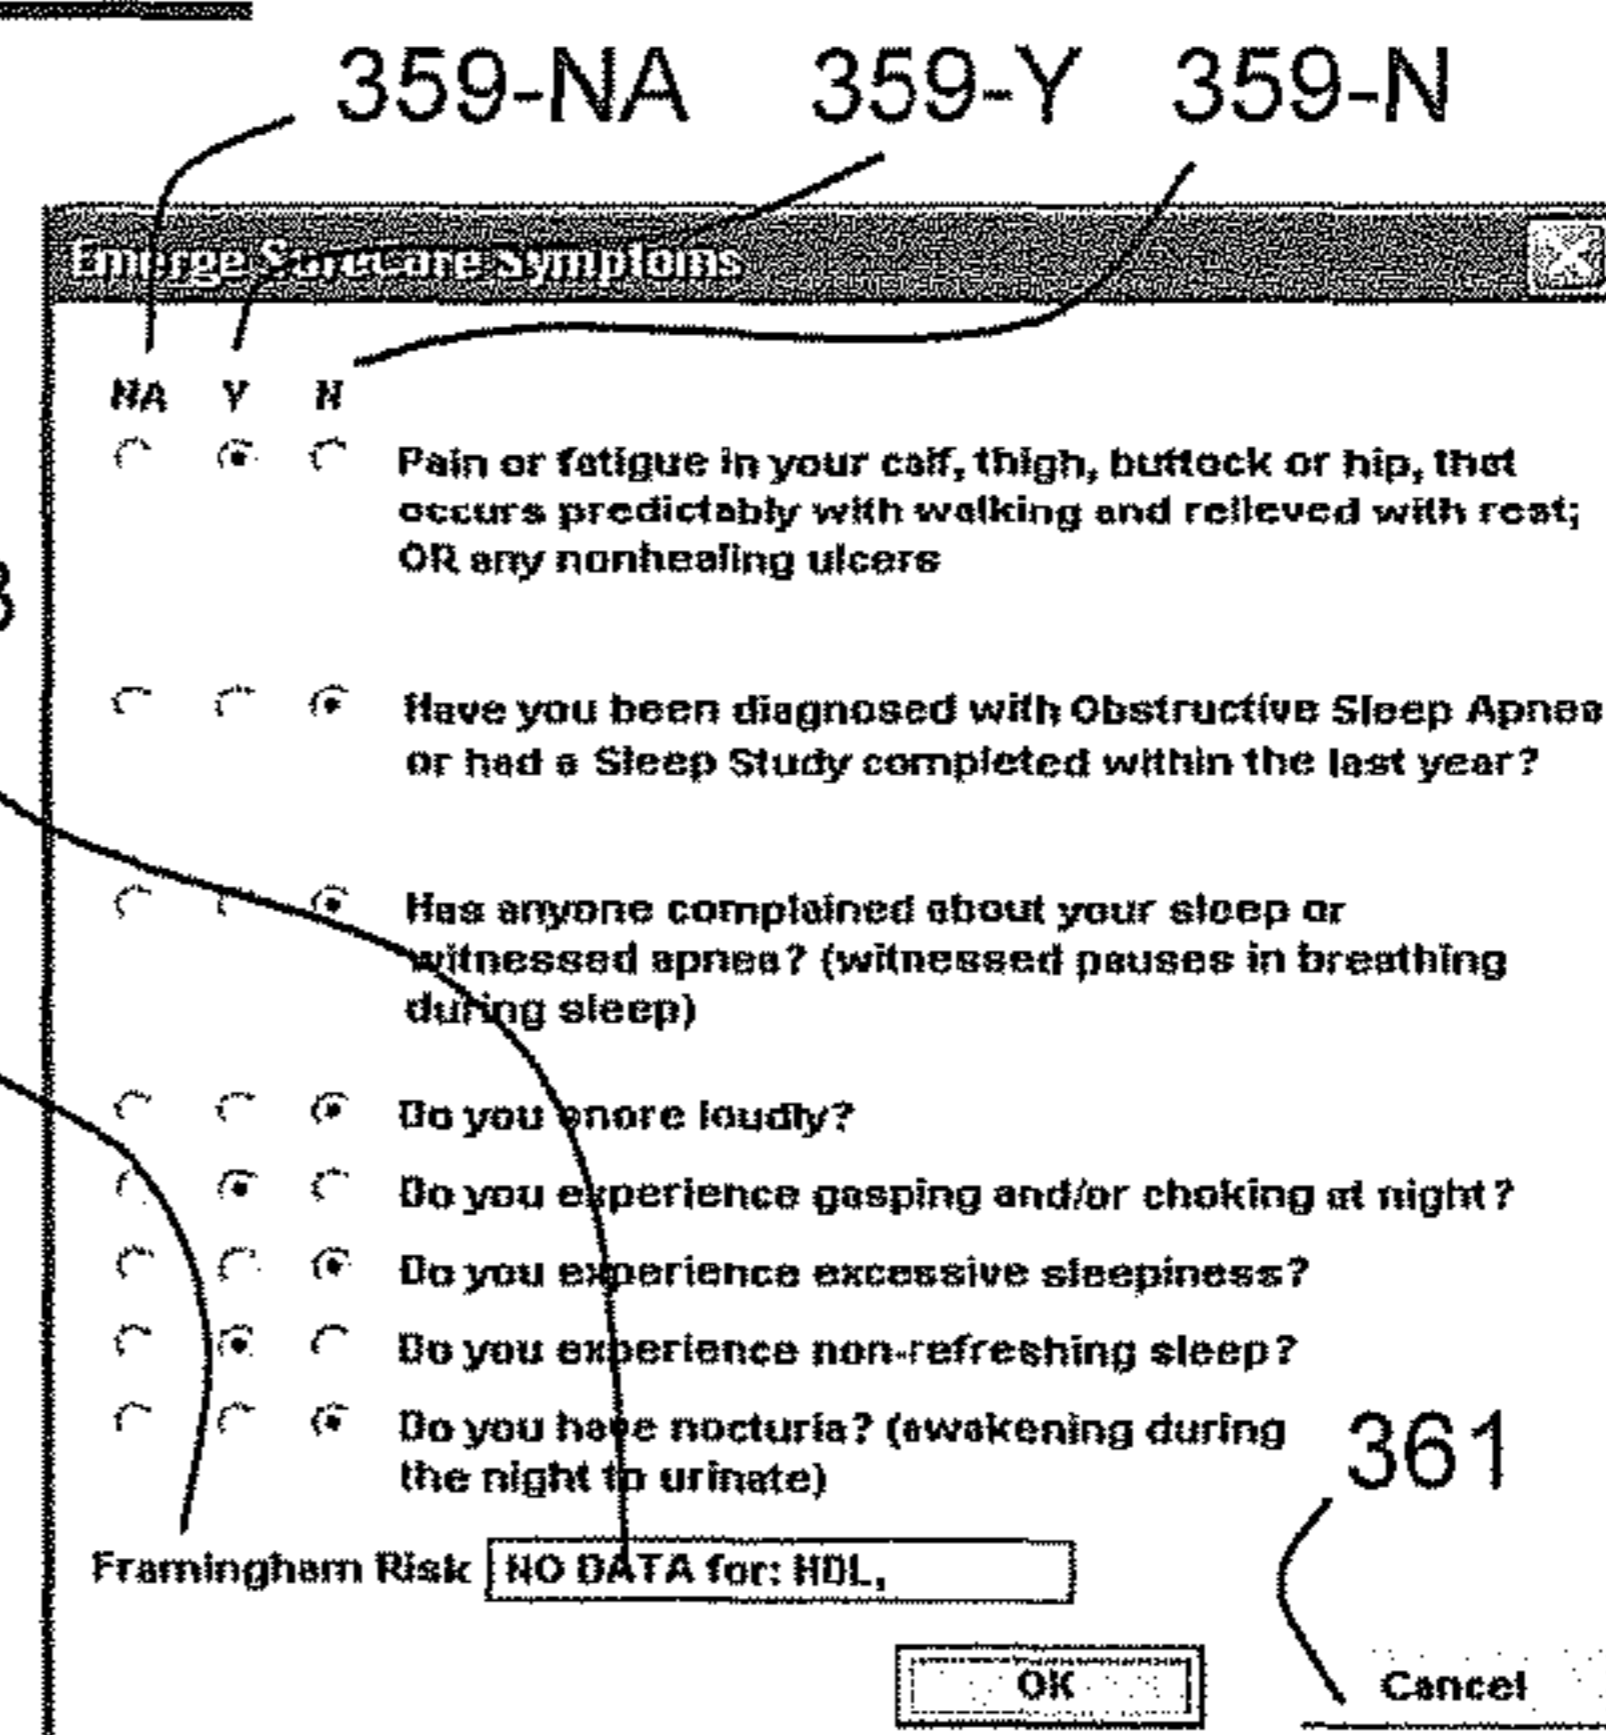 359-NA 359-Y 359-N
Emerge SureCare Symptoms
NA Y N
Pain or fatigue in your calf, thigh, buttock or hip, that
occurs predictably with walking and relieved with rest;
OR any nonhealing ulcers
Have you been diagnosed with Obstructive Sleep Apnea
or had a Sleep Study completed within the last year?
Has anyone complained about your sleep or
witnessed apnea? (witnessed pauses in breathing
during sleep)
Do you snore loudly?
Do you experience gasping and/or choking at night?
Do you experience excessive sleepiness?
Do you experience non-refreshing sleep?
Do you have nocturia? (awakening during
the night to urinate)
361
Framingham Risk NO DATA for: HDL,
OK Cancel